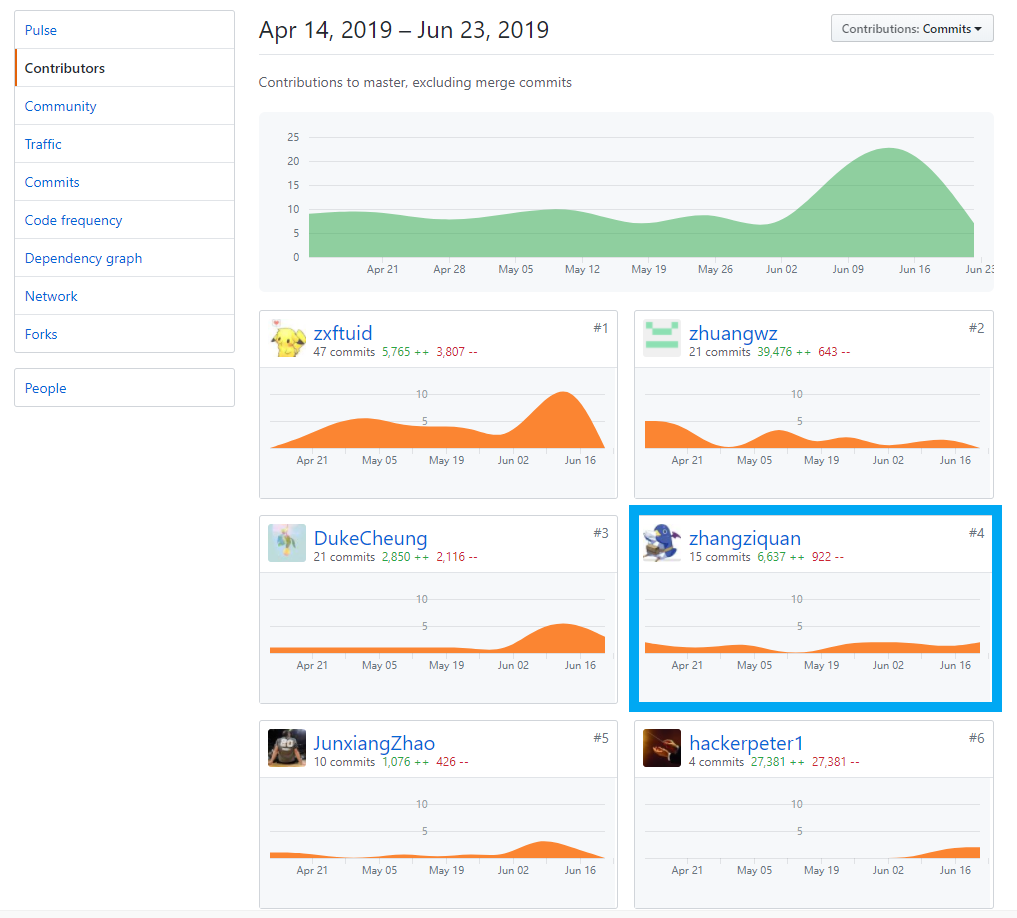 Pulse
Contributors
Community
Traffic
Commits
Code frequency
Dependency graph
Network
Forks
People
Apr 14, 2019 – Jun 23, 2019
Contributions: Commits
Contributions to master, excluding merge commits
25
20
15
10
5
0
Apr 21 Apr 28 May 05 May 12 May 19 May 26 Jun 02 Jun 09 Jun 16 Jun 23
zxftuid #1
47 commits 5,765 ++ 3,807 --
10
5
Apr 21 May 05 May 19 Jun 02 Jun 16
zhuangwz #2
21 commits 39,476 ++ 643 --
10
5
Apr 21 May 05 May 19 Jun 02 Jun 16
DukeCheung #3
21 commits 2,850 ++ 2,116 --
10
5
Apr 21 May 05 May 19 Jun 02 Jun 16
zhangziquan #4
15 commits 6,637 ++ 922 --
10
5
Apr 21 May 05 May 19 Jun 02 Jun 16
JunxiangZhao #5
10 commits 1,076 ++ 426 --
10
5
Apr 21 May 05 May 19 Jun 02 Jun 16
hackerpeter1 #6
4 commits 27,381 ++ 27,381 --
10
5
Apr 21 May 05 May 19 Jun 02 Jun 16